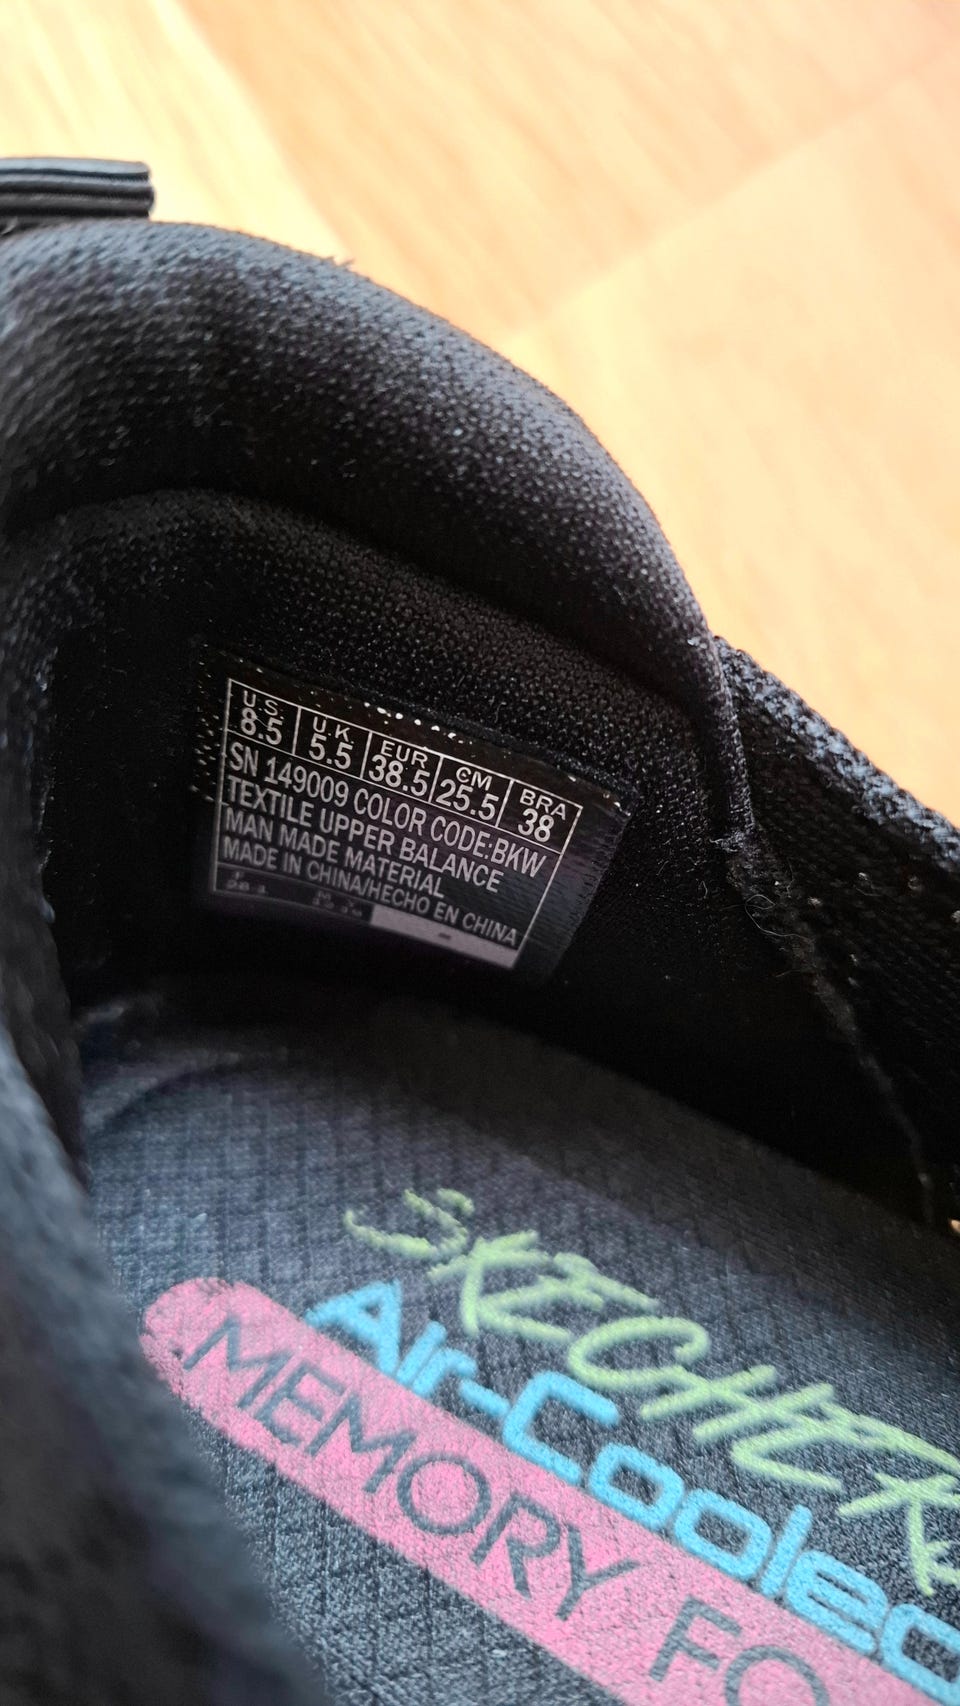 U.S. U.K. EUR CM BRA
8.5 5.5 38.5 25.5 38
SN 149009 COLOR CODE:BKW
TEXTILE UPPER BALANCE
MAN MADE MATERIAL
MADE IN CHINA/HECHO EN CHINA
SKECHER
Air-Cooled
MEMORY FO